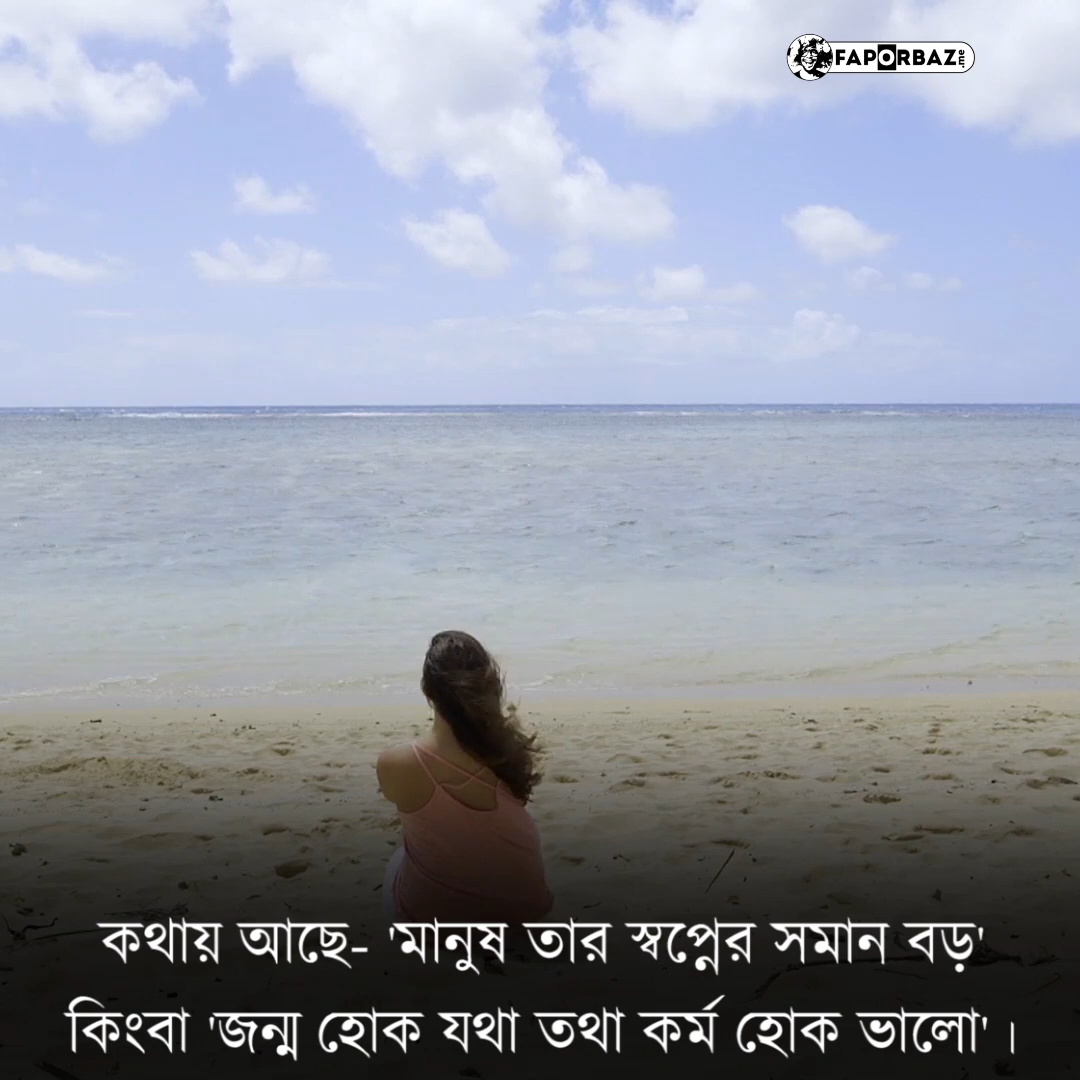 FAPORBAZ.me
কথায় আছে- 'মানুষ তার স্বপ্নের সমান বড়'
কিংবা 'জন্ম হোক যথা তথা কর্ম হোক ভালো'।